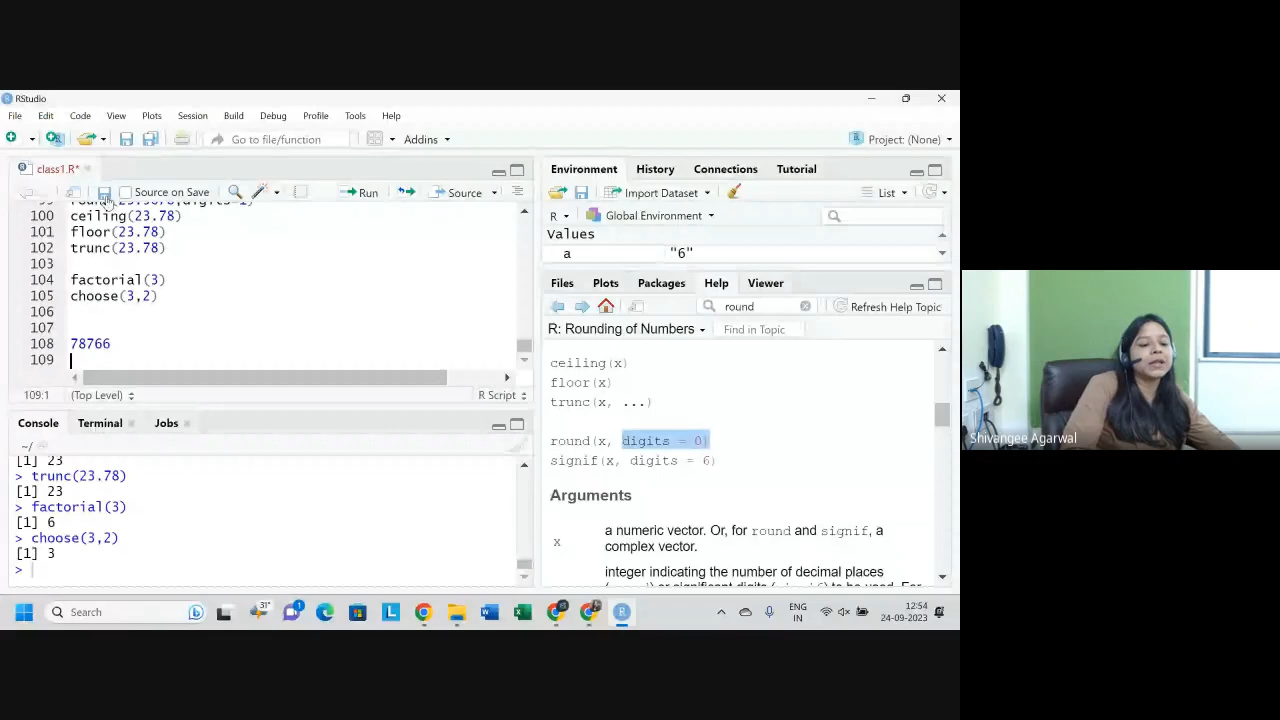 RStudio
File Edit Code View Plots Session Build Debug Profile Tools Help
Go to file/function Addins Project: (None)
class1.R*
Source on Save Run Source
100 ceiling(23.78)
101 floor(23.78)
102 trunc(23.78)
103
104 factorial(3)
105 choose(3,2)
106
107
108 78766
109
109:1 (Top Level) R Script
Console Terminal Jobs
~/
[1] 23
> trunc(23.78)
[1] 23
> factorial(3)
[1] 6
> choose(3,2)
[1] 3
>
Environment History Connections Tutorial
Import Dataset List
R Global Environment
Values
a "6"
Files Plots Packages Help Viewer
round Refresh Help Topic
R: Rounding of Numbers Find in Topic
ceiling(x)
floor(x)
trunc(x, ...)
round(x, digits = 0)
signif(x, digits = 6)
Arguments
x
a numeric vector. Or, for round and signif, a
complex vector.
integer indicating the number of decimal places
Shivangee Agarwal
Search 31° 1 L ENG 12:54
IN 24-09-2023